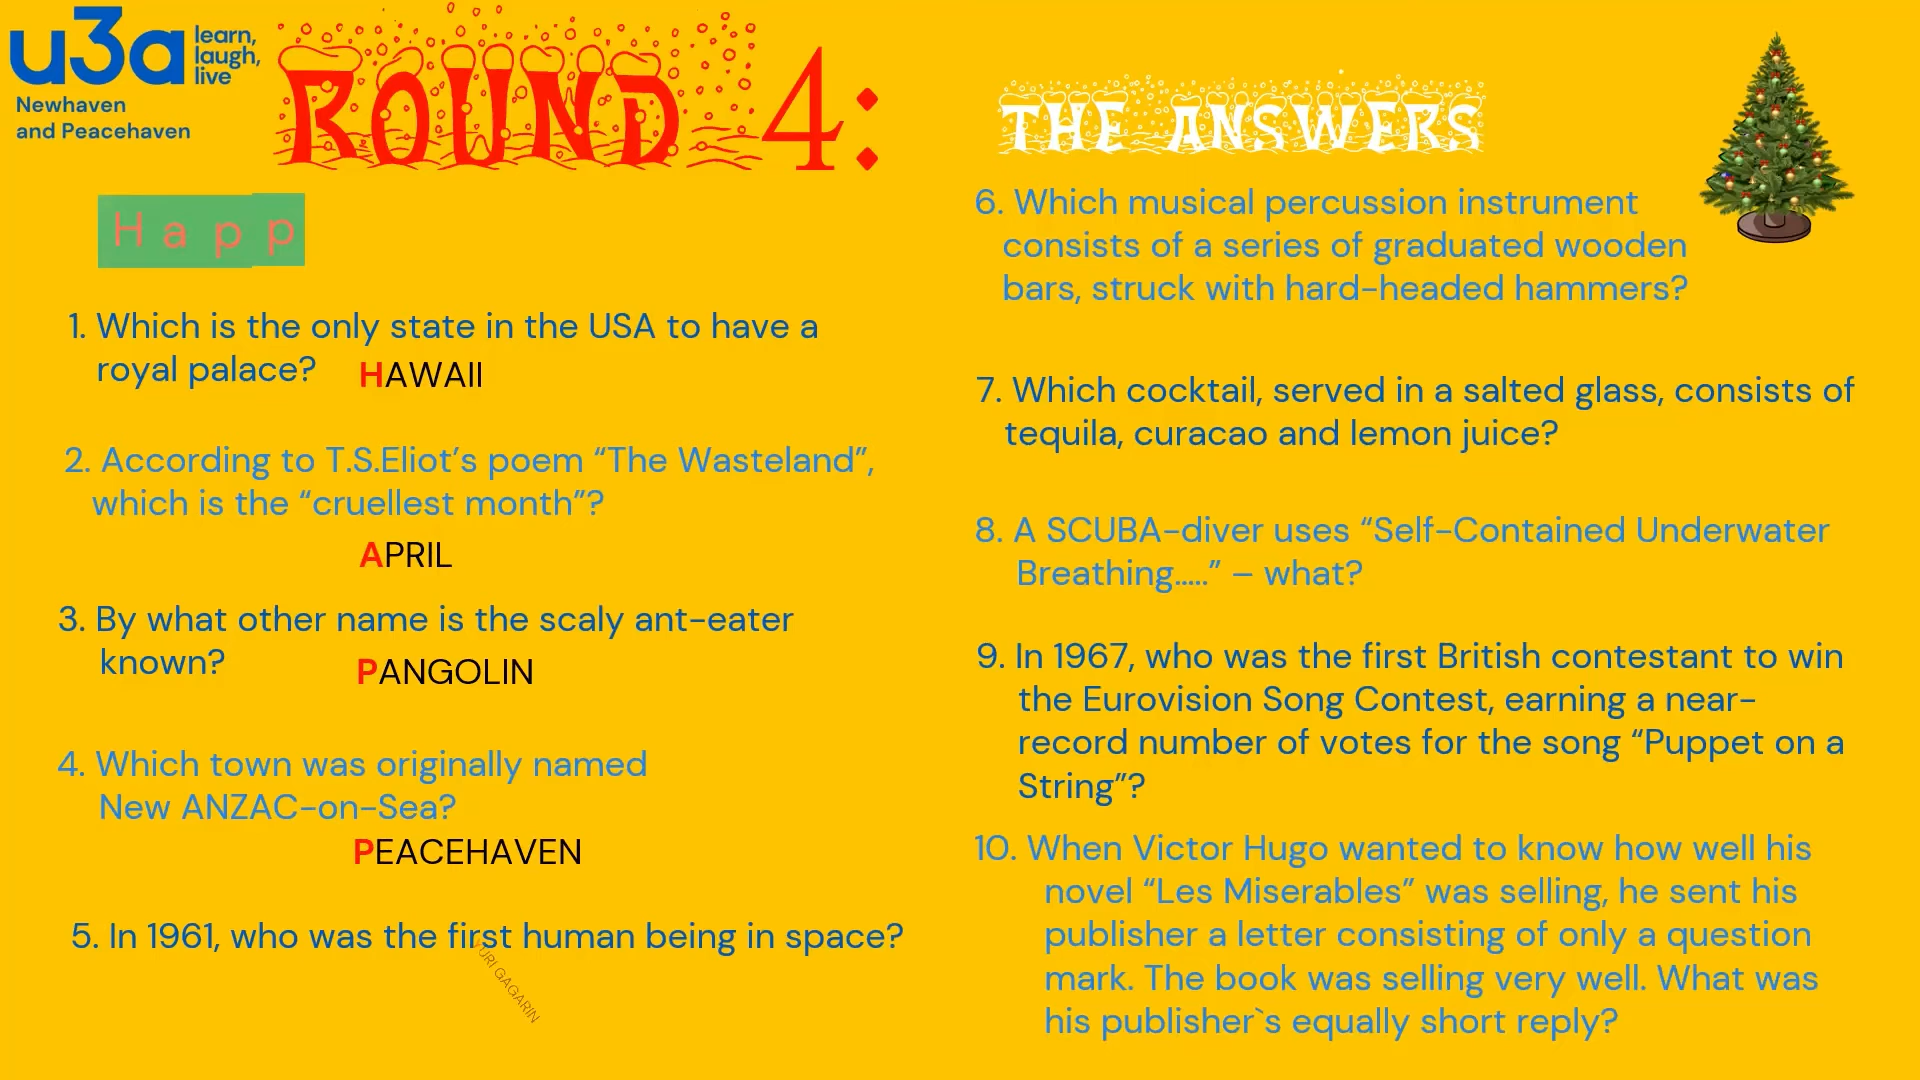 u3a learn,
laugh,
live
Newhaven
and Peacehaven
ROUND 4:
THE ANSWERS
H a p p
1. Which is the only state in the USA to have a
royal palace? HAWAII
2. According to T.S.Eliot's poem “The Wasteland”,
which is the “cruellest month”?
APRIL
3. By what other name is the scaly ant-eater
known? PANGOLIN
4. Which town was originally named
New ANZAC-on-Sea?
PEACEHAVEN
5. In 1961, who was the first human being in space?
YURI GAGARIN
6. Which musical percussion instrument
consists of a series of graduated wooden
bars, struck with hard-headed hammers?
7. Which cocktail, served in a salted glass, consists of
tequila, curacao and lemon juice?
8. A SCUBA-diver uses “Self-Contained Underwater
Breathing.....” – what?
9. In 1967, who was the first British contestant to win
the Eurovision Song Contest, earning a near-
record number of votes for the song “Puppet on a
String”?
10. When Victor Hugo wanted to know how well his
novel “Les Miserables” was selling, he sent his
publisher a letter consisting of only a question
mark. The book was selling very well. What was
his publisher`s equally short reply?